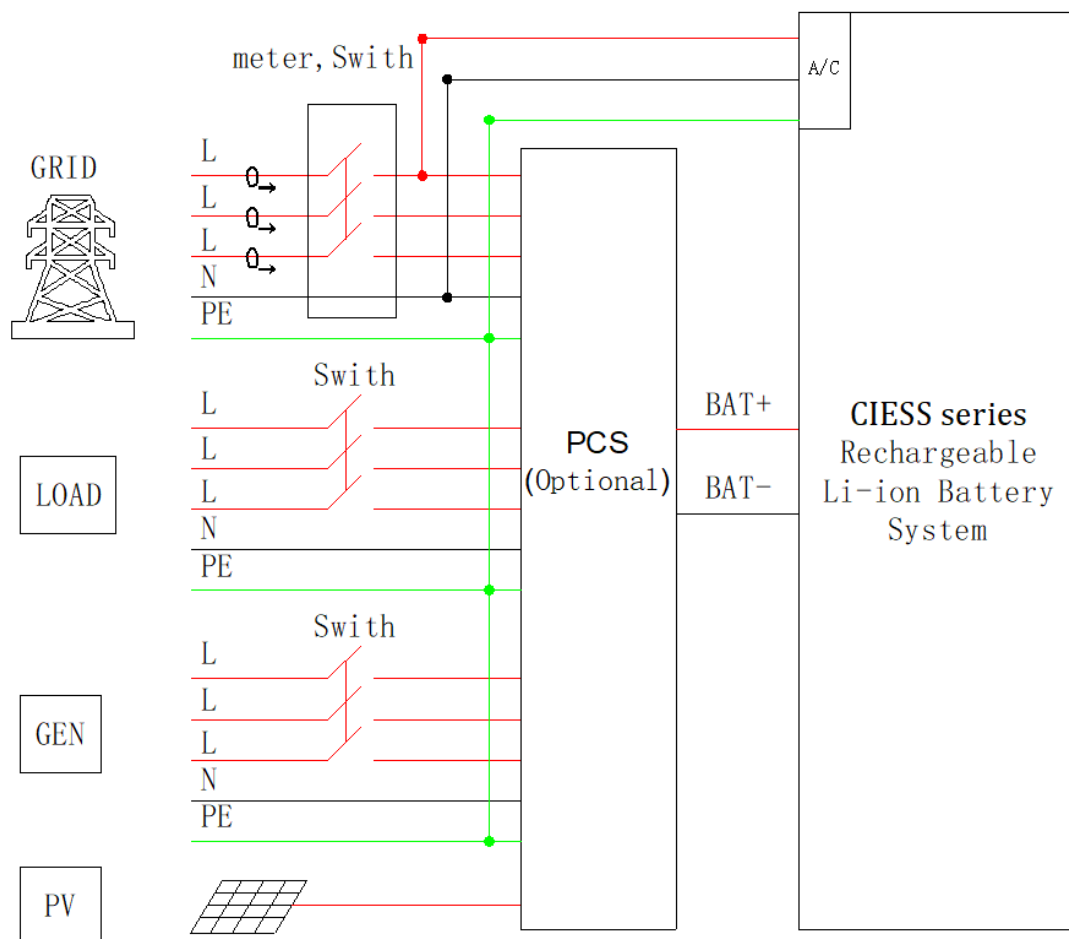 meter,Swith
A/C
GRID
L
L
L
N
PE
Swith
L
L
L
N
PE
LOAD
PCS
(Optional)
BAT+
BAT-
CIESS series
Rechargeable
Li-ion Battery
System
Swith
L
L
L
N
PE
GEN
PV